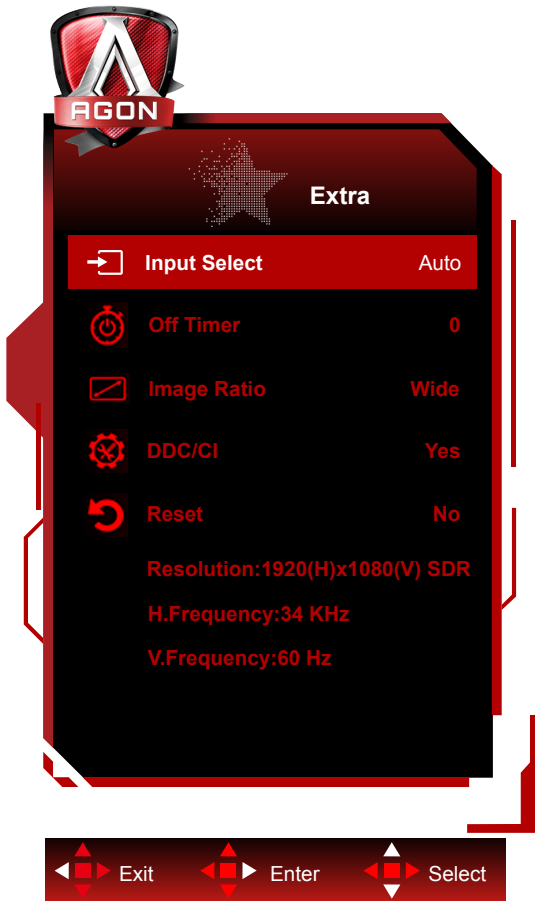 AGON
Extra
Input Select Auto
Off Timer 0
Image Ratio Wide
DDC/CI Yes
Reset No
Resolution:1920(H)x1080(V) SDR
H.Frequency:34 KHz
V.Frequency:60 Hz
Exit Enter Select